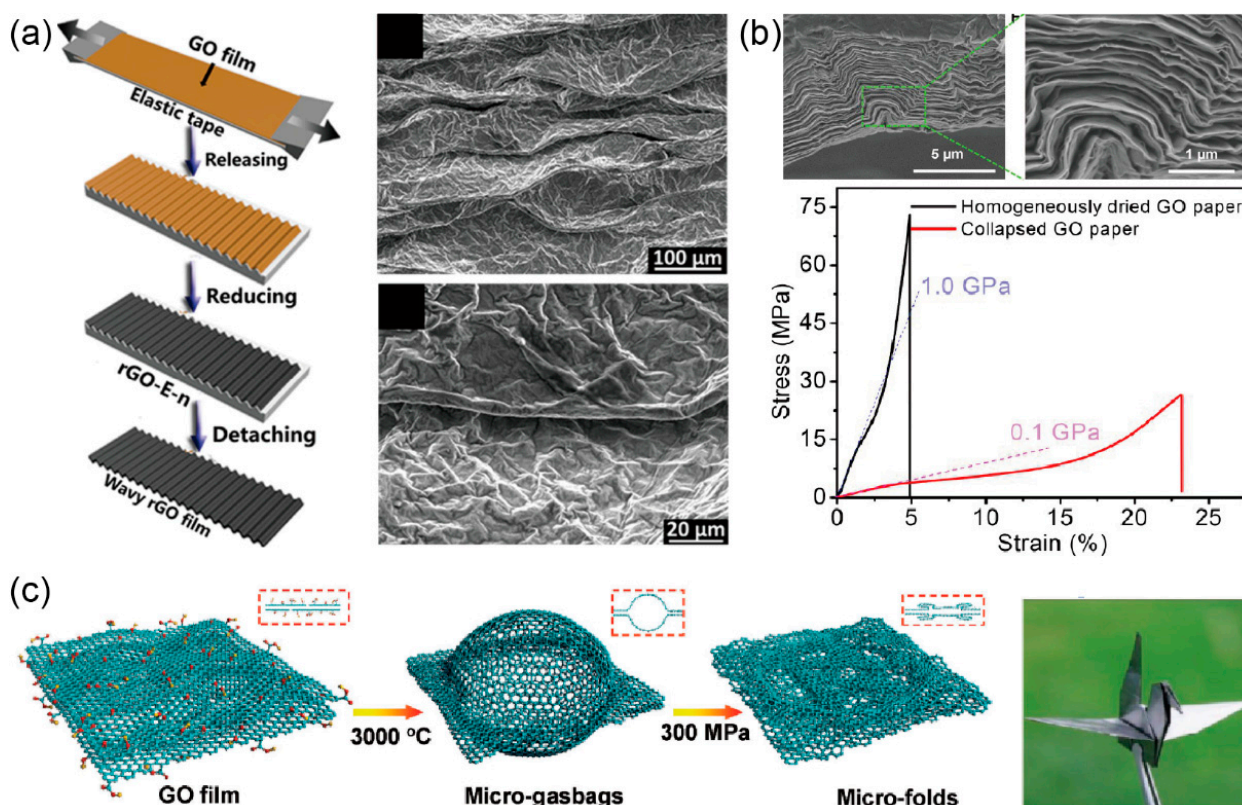 (a)
GO film
Elastic tape
Releasing
Reducing
rGO-E-n
Detaching
Wavy rGO film
100 μm
20 μm
(b)
5 μm
1 μm
75
60
45
30
15
0
Stress (MPa)
Homogeneously dried GO paper
Collapsed GO paper
1.0 GPa
0.1 GPa
0 5 10 15 20 25
Strain (%)
(c)
3000 °C
300 MPa
GO film
Micro-gasbags
Micro-folds